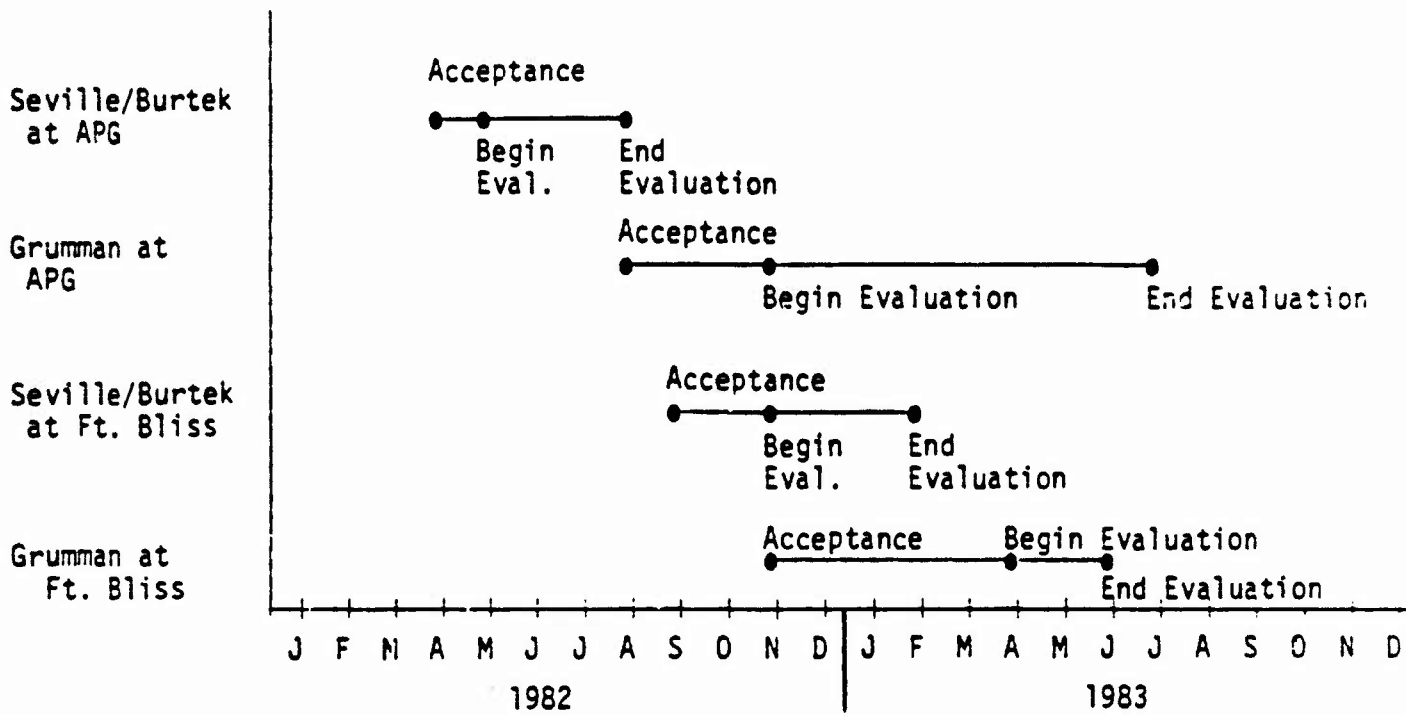 Acceptance
Seville/Burtek
at APG
Begin
Eval.
End
Evaluation
Grumman at
APG
Acceptance
Begin Evaluation
End Evaluation
Seville/Burtek
at Ft. Bliss
Acceptance
Begin
Eval.
End
Evaluation
Grumman at
Ft. Bliss
Acceptance
Begin Evaluation
End Evaluation
J F M A M J J A S O N D J F M A M J J A S O N D
1982 1983